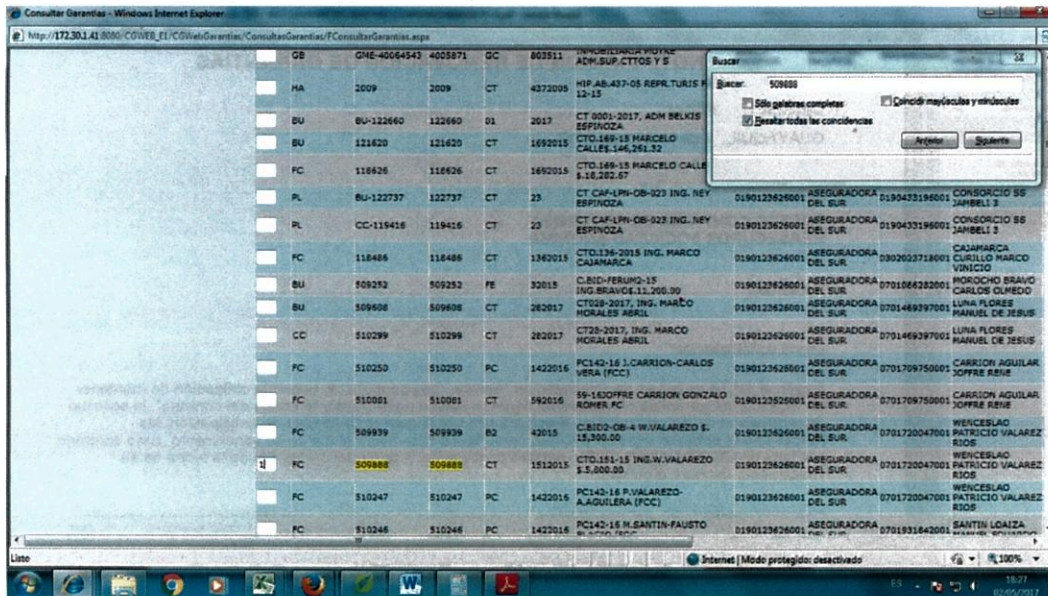 Consultar Garantias - Windows Internet Explorer
http://172.30.1.41:8080/CGWEB_E1/CGWebGarantias/ConsultasGarantias/FConsultarGarantias.aspx
GB GME-40064543 4005871 GC 803511 INMOBILIARIA MOTKE
ADM.SUP.CTTOS Y S
HA 2009 2009 CT 4372005 HIP.AB.437-05 REPR.TURIS
12-15
BU BU-122660 122660 01 2017 CT 0001-2017, ADM BELKIS
ESPINOZA
BU 121620 121620 CT 1692015 CTO.169-15 MARCELO
CALLE$.146,261.32
FC 118626 118626 CT 1692015 CTO.169-15 MARCELO CALLE
$.18,282.67
PL BU-122737 122737 CT 23 CT CAF-LPN-OB-023 ING. NEY
ESPINOZA 0190123626001 ASEGURADORA
DEL SUR 0190433196001 CONSORCIO SS
JAMBELI 3
PL CC-119416 119416 CT 23 CT CAF-LPN-OB-023 ING. NEY
ESPINOZA 0190123626001 ASEGURADORA
DEL SUR 0190433196001 CONSORCIO SS
JAMBELI 3
FC 118486 118486 CT 1362015 CTO.136-2015 ING. MARCO
CAJAMARCA 0190123626001 ASEGURADORA
DEL SUR 0302023718001 CAJAMARCA
CURILLO MARCO
VINICIO
BU 509252 509252 FE 32015 C.BID-FERUM2-15
ING.BRAVO$.11,200.00 0190123626001 ASEGURADORA
DEL SUR 0701086282001 MOROCHO BRAVO
CARLOS OLMEDO
BU 509608 509608 CT 282017 CT028-2017, ING. MARCO
MORALES ABRIL 0190123626001 ASEGURADORA
DEL SUR 0701469397001 LUNA FLORES
MANUEL DE JESUS
CC 510299 510299 CT 282017 CT28-2017, ING. MARCO
MORALES ABRIL 0190123626001 ASEGURADORA
DEL SUR 0701469397001 LUNA FLORES
MANUEL DE JESUS
FC 510250 510250 PC 1422016 PC142-16 J.CARRION-CARLOS
VERA (FCC) 0190123626001 ASEGURADORA
DEL SUR 0701709750001 CARRION AGUILAR
JOFFRE RENE
FC 510081 510081 CT 592016 59-16JOFFRE CARRION GONZALO
ROMER FC 0190123626001 ASEGURADORA
DEL SUR 0701709750001 CARRION AGUILAR
JOFFRE RENE
FC 509939 509939 B2 42015 C.BID2-OB-4 W.VALAREZO $.
15,300.00 0190123626001 ASEGURADORA
DEL SUR 0701720047001 WENCESLAO
PATRICIO VALAREZ
RIOS
1 FC 509888 509888 CT 1512015 CTO.151-15 ING.W.VALAREZO
$.5,800.00 0190123626001 ASEGURADORA
DEL SUR 0701720047001 WENCESLAO
PATRICIO VALAREZ
RIOS
FC 510247 510247 PC 1422016 PC142-16 P.VALAREZO-
A.AGUILERA (FCC) 0190123626001 ASEGURADORA
DEL SUR 0701720047001 WENCESLAO
PATRICIO VALAREZ
RIOS
FC 510246 510246 PC 1422016 PC142-16 M.SANTIN-FAUSTO 0190123626001 ASEGURADORA 0701931642001 SANTIN LOAIZA
Buscar
Buscar: 509888
Sólo palabras completas
Coincidir mayúsculas y minúsculas
Resaltar todas las coincidencias
Anterior Siguiente
Listo
Internet | Modo protegido: desactivado
100%
ES 18:27
02/05/2017